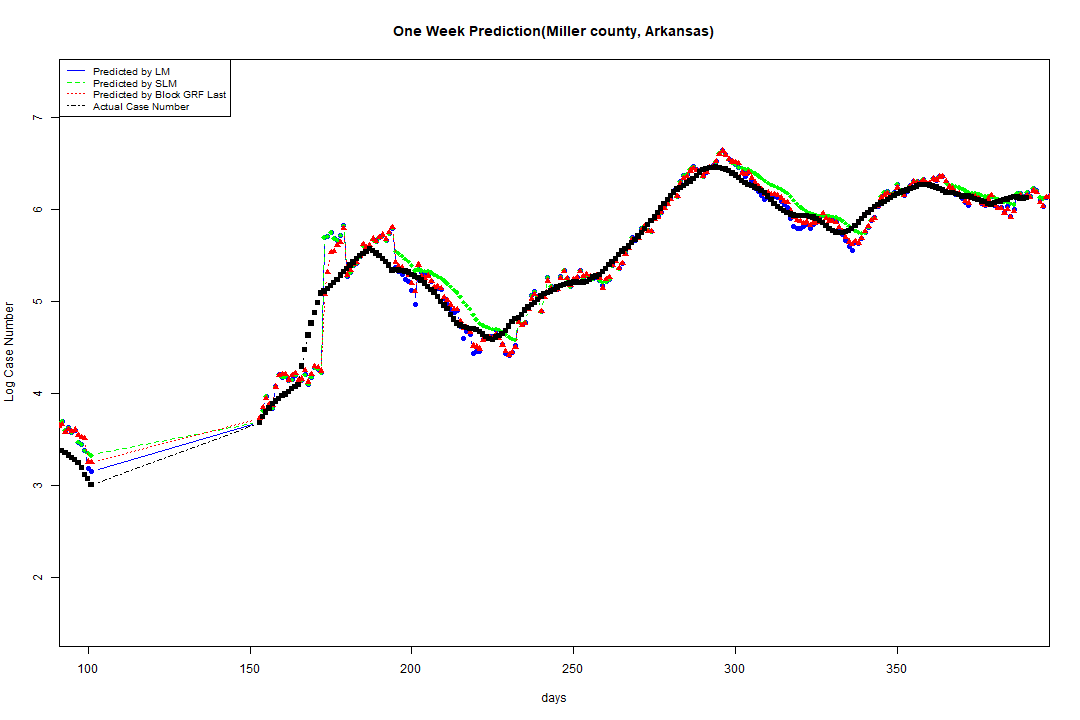 One Week Prediction(Miller county, Arkansas)
Predicted by LM
Predicted by SLM
Predicted by Block GRF Last
Actual Case Number
7
6
5
4
3
2
Log Case Number
100 150 200 250 300 350
days